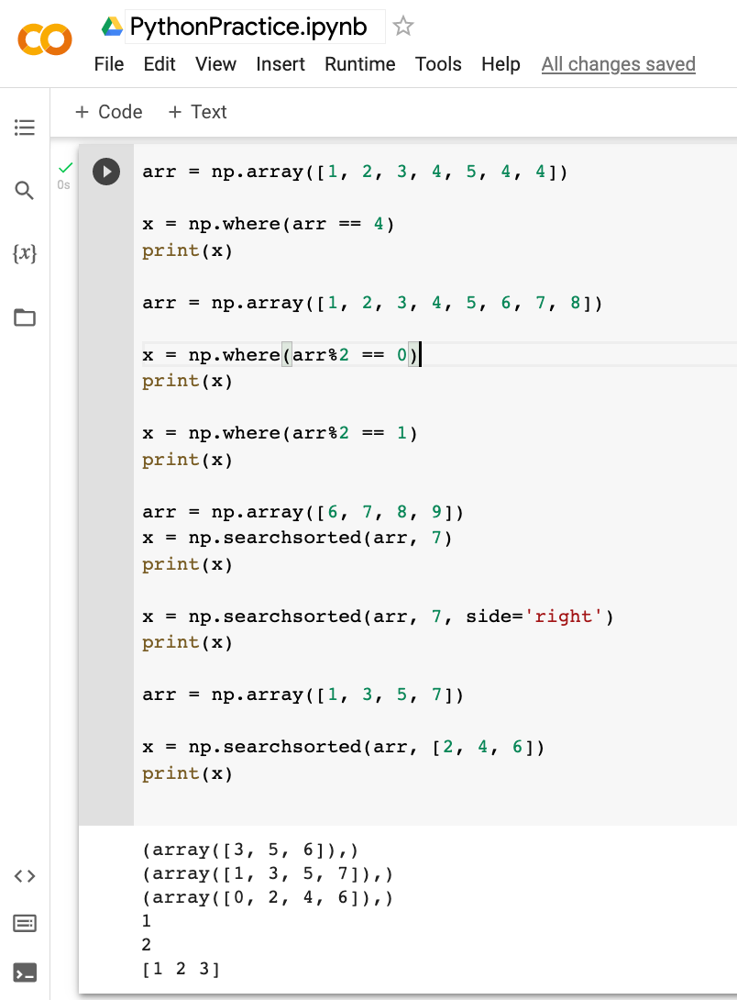 PythonPractice.ipynb
File Edit View Insert Runtime Tools Help All changes saved
+ Code + Text
0s
arr = np.array([1, 2, 3, 4, 5, 4, 4])
x = np.where(arr == 4)
print(x)
arr = np.array([1, 2, 3, 4, 5, 6, 7, 8])
x = np.where(arr%2 == 0)
print(x)
x = np.where(arr%2 == 1)
print(x)
arr = np.array([6, 7, 8, 9])
x = np.searchsorted(arr, 7)
print(x)
x = np.searchsorted(arr, 7, side='right')
print(x)
arr = np.array([1, 3, 5, 7])
x = np.searchsorted(arr, [2, 4, 6])
print(x)
(array([3, 5, 6]),)
(array([1, 3, 5, 7]),)
(array([0, 2, 4, 6]),)
1
2
[1 2 3]